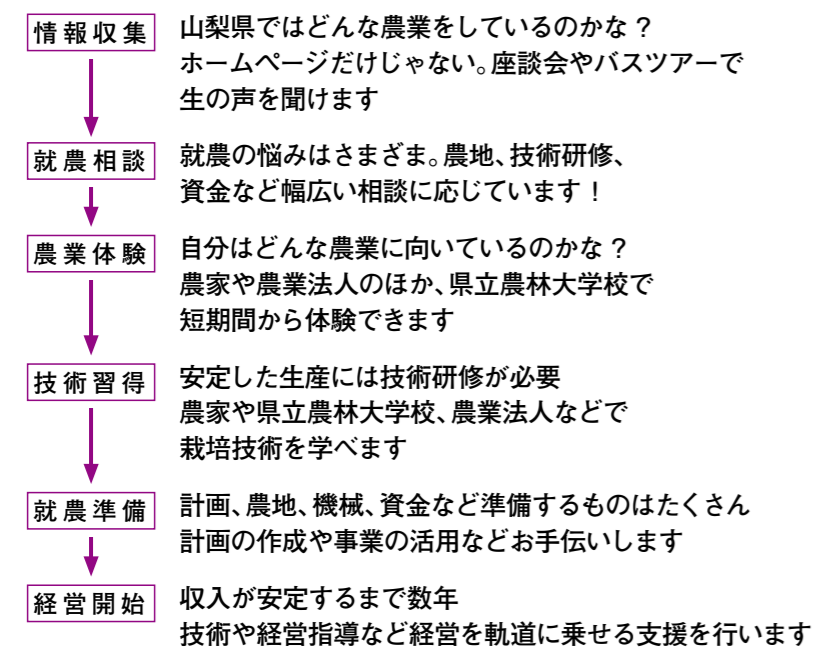 情報収集
山梨県ではどんな農業をしているのかな？
ホームページだけじゃない。座談会やバスツアーで
生の声を聞けます
就農相談
就農の悩みはさまざま。農地、技術研修、
資金など幅広い相談に応じています！
農業体験
自分はどんな農業に向いているのかな？
農家や農業法人のほか、県立農林大学校で
短期間から体験できます
技術習得
安定した生産には技術研修が必要
農家や県立農林大学校、農業法人などで
栽培技術を学べます
就農準備
計画、農地、機械、資金など準備するものはたくさん
計画の作成や事業の活用などお手伝いします
経営開始
収入が安定するまで数年
技術や経営指導など経営を軌道に乗せる支援を行います